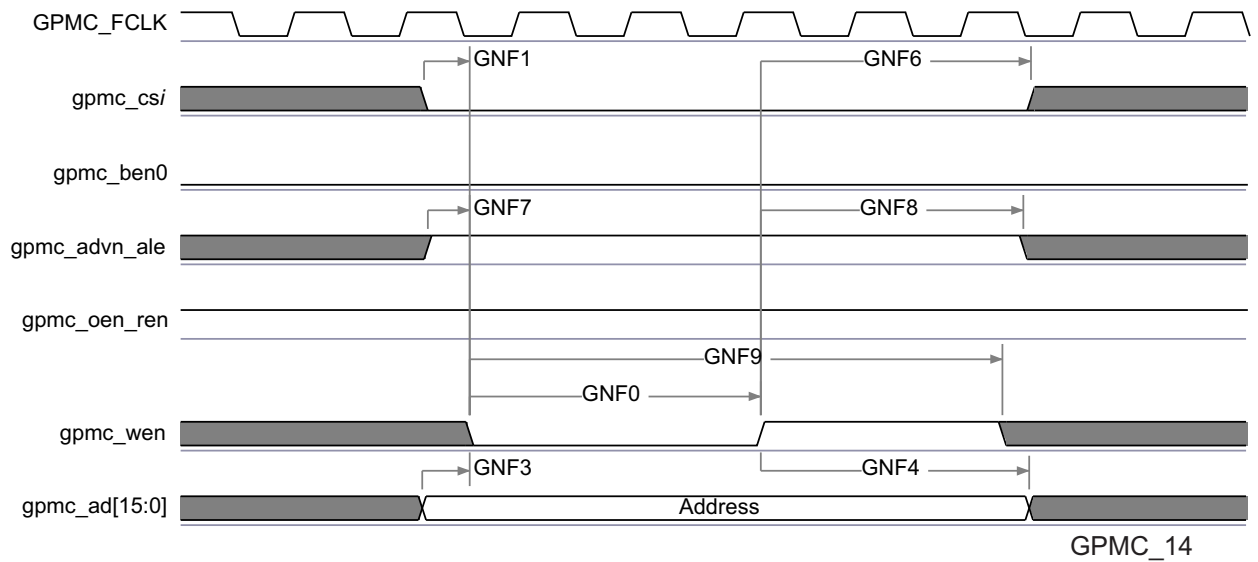 GPMC_FCLK
GNF1
GNF6
gpmc_csi
gpmc_ben0
GNF7
GNF8
gpmc_advn_ale
gpmc_oen_ren
GNF9
GNF0
gpmc_wen
GNF3
GNF4
gpmc_ad[15:0]
Address
GPMC_14